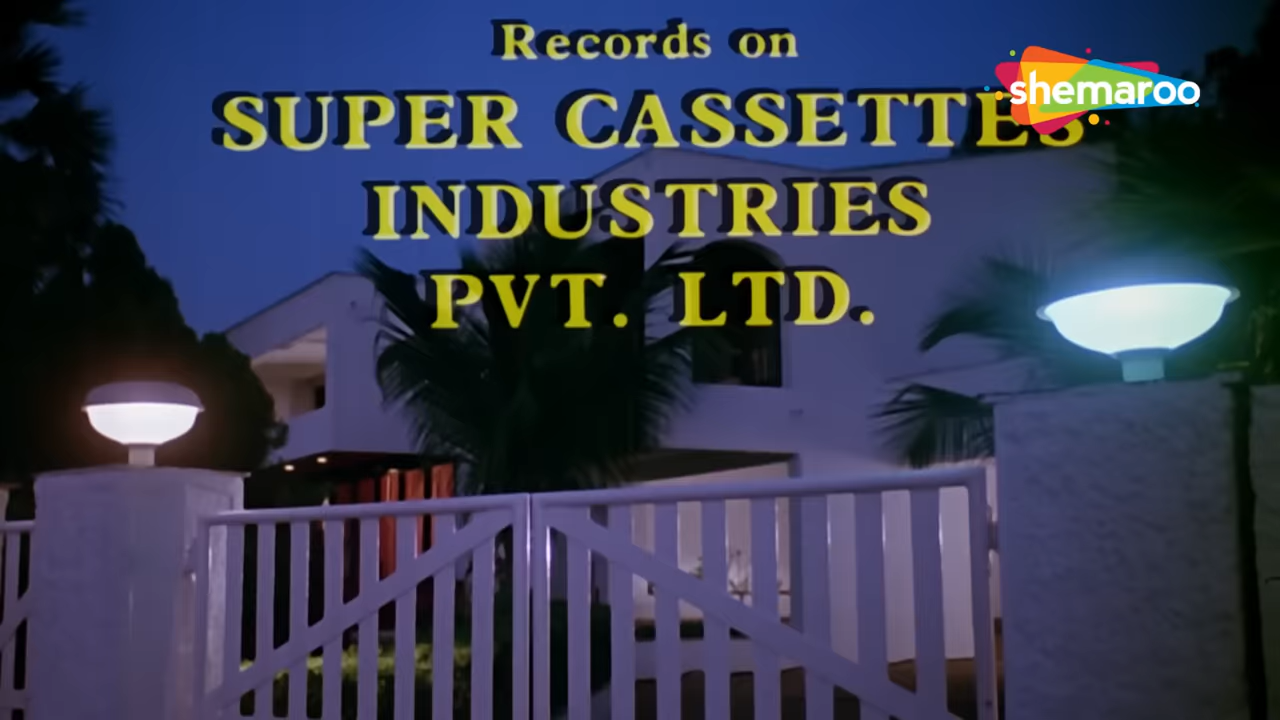 Records on
SUPER CASSETTES
INDUSTRIES
PVT. LTD.
shemaroo